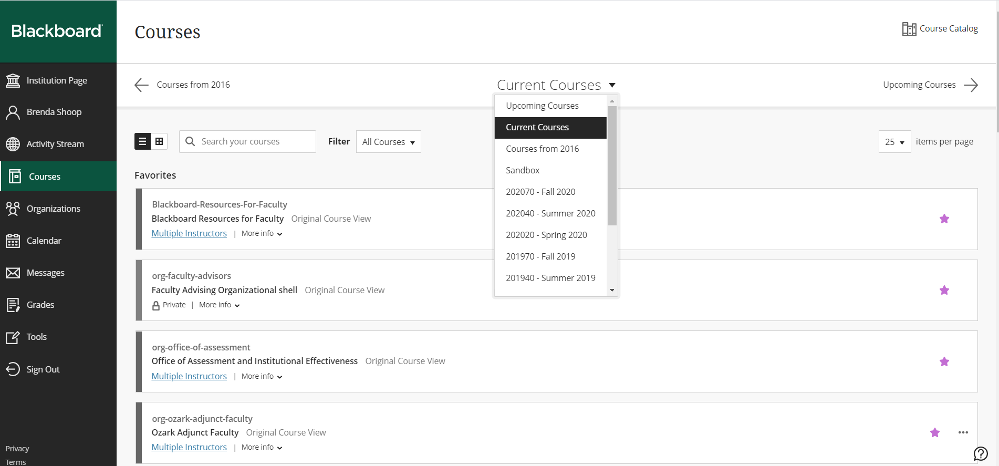 Blackboard
Institution Page
Brenda Shoop
Activity Stream
Courses
Organizations
Calendar
Messages
Grades
Tools
Sign Out
Privacy
Terms
Courses
Course Catalog
Courses from 2016
Current Courses
Upcoming Courses
Upcoming Courses
Current Courses
Courses from 2016
Sandbox
202070 - Fall 2020
202040 - Summer 2020
202020 - Spring 2020
201970 - Fall 2019
201940 - Summer 2019
Search your courses
Filter
All Courses
25
items per page
Favorites
Blackboard-Resources-For-Faculty
Blackboard Resources for Faculty Original Course View
Multiple Instructors | More info
org-faculty-advisors
Faculty Advising Organizational shell Original Course View
Private | More info
org-office-of-assessment
Office of Assessment and Institutional Effectiveness Original Course View
Multiple Instructors | More info
org-ozark-adjunct-faculty
Ozark Adjunct Faculty Original Course View
Multiple Instructors | More info